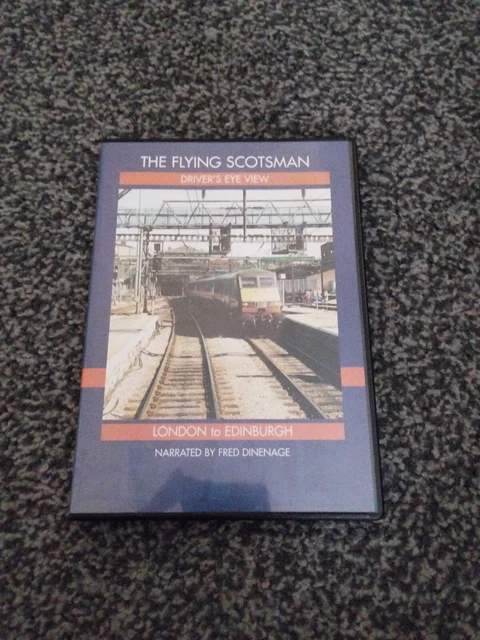 THE FLYING SCOTSMAN
DRIVER'S EYE VIEW
LONDON to EDINBURGH
NARRATED BY FRED DINENAGE